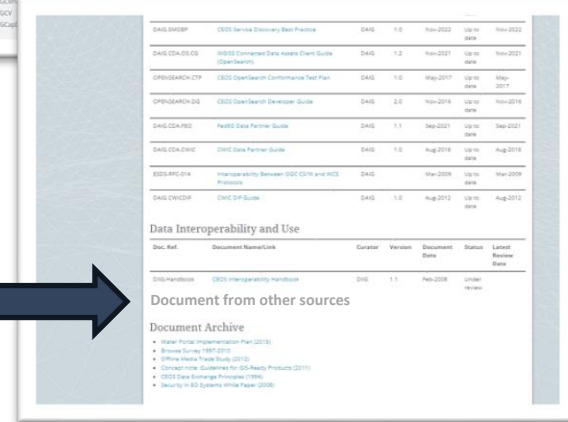 GCV
DAIG.SMDBP CEOS Service Discovery Best Practice DAIG 1.0 Nov-2022 Up to date Nov-2022
DAIG.CDA.OS.CG WGISS Connected Data Assets Client Guide (OpenSearch) DAIG 1.2 Nov-2021 Up to date Nov-2021
OPENSEARCH-CTP CEOS OpenSearch Conformance Test Plan DAIG 1.0 May-2017 Up to date May-2017
OPENSEARCH-DG CEOS OpenSearch Developer Guide DAIG 2.0 Nov-2016 Up to date Nov-2016
DAIG.CDA.FEO FedEO Data Partner Guide DAIG 1.1 Sep-2021 Up to date Sep-2021
DAIG.CDA.CWIC CWIC Data Partner Guide DAIG 1.0 Aug-2018 Up to date Aug-2018
ESDS-RFC-014 Interoperability Between OGC CS/W and WCS Protocols DAIG Mar-2009 Up to date Mar-2009
DAIG.CWICDIP CWIC DIP Guide DAIG 1.0 Aug-2012 Up to date Aug-2012
Data Interoperability and Use
Doc. Ref. Document Name/Link Curator Version Document Date Status Latest Review Date
DIIG.Handbook CEOS Interoperability Handbook DIIG 1.1 Feb-2008 Under review
Document from other sources
Document Archive
Water Portal Implementation Plan (2015)
Browse Survey 1997-2010
Offline Media Trade Study (2012)
Concept note: Guidelines for GIS-Ready Products (2011)
CEOS Data Exchange Principles (1994)
Security in EO Systems White Paper (2008)